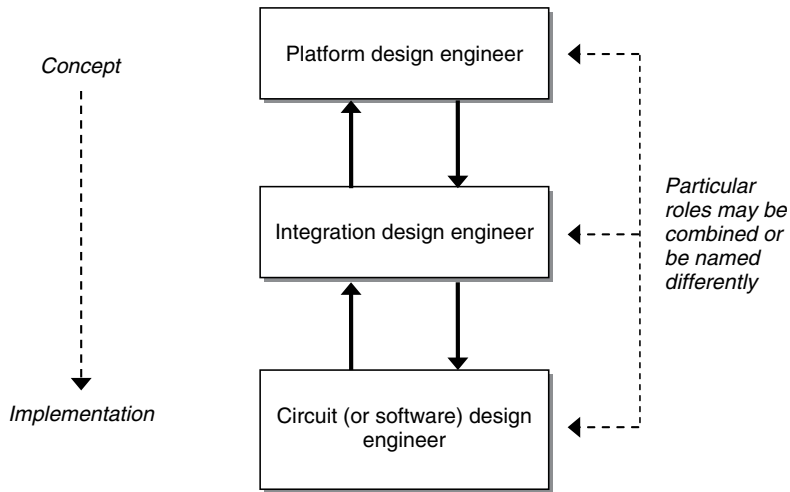 Concept
Platform design engineer
Integration design engineer
Particular
roles may be
combined or
be named
differently
Implementation
Circuit (or software) design
engineer